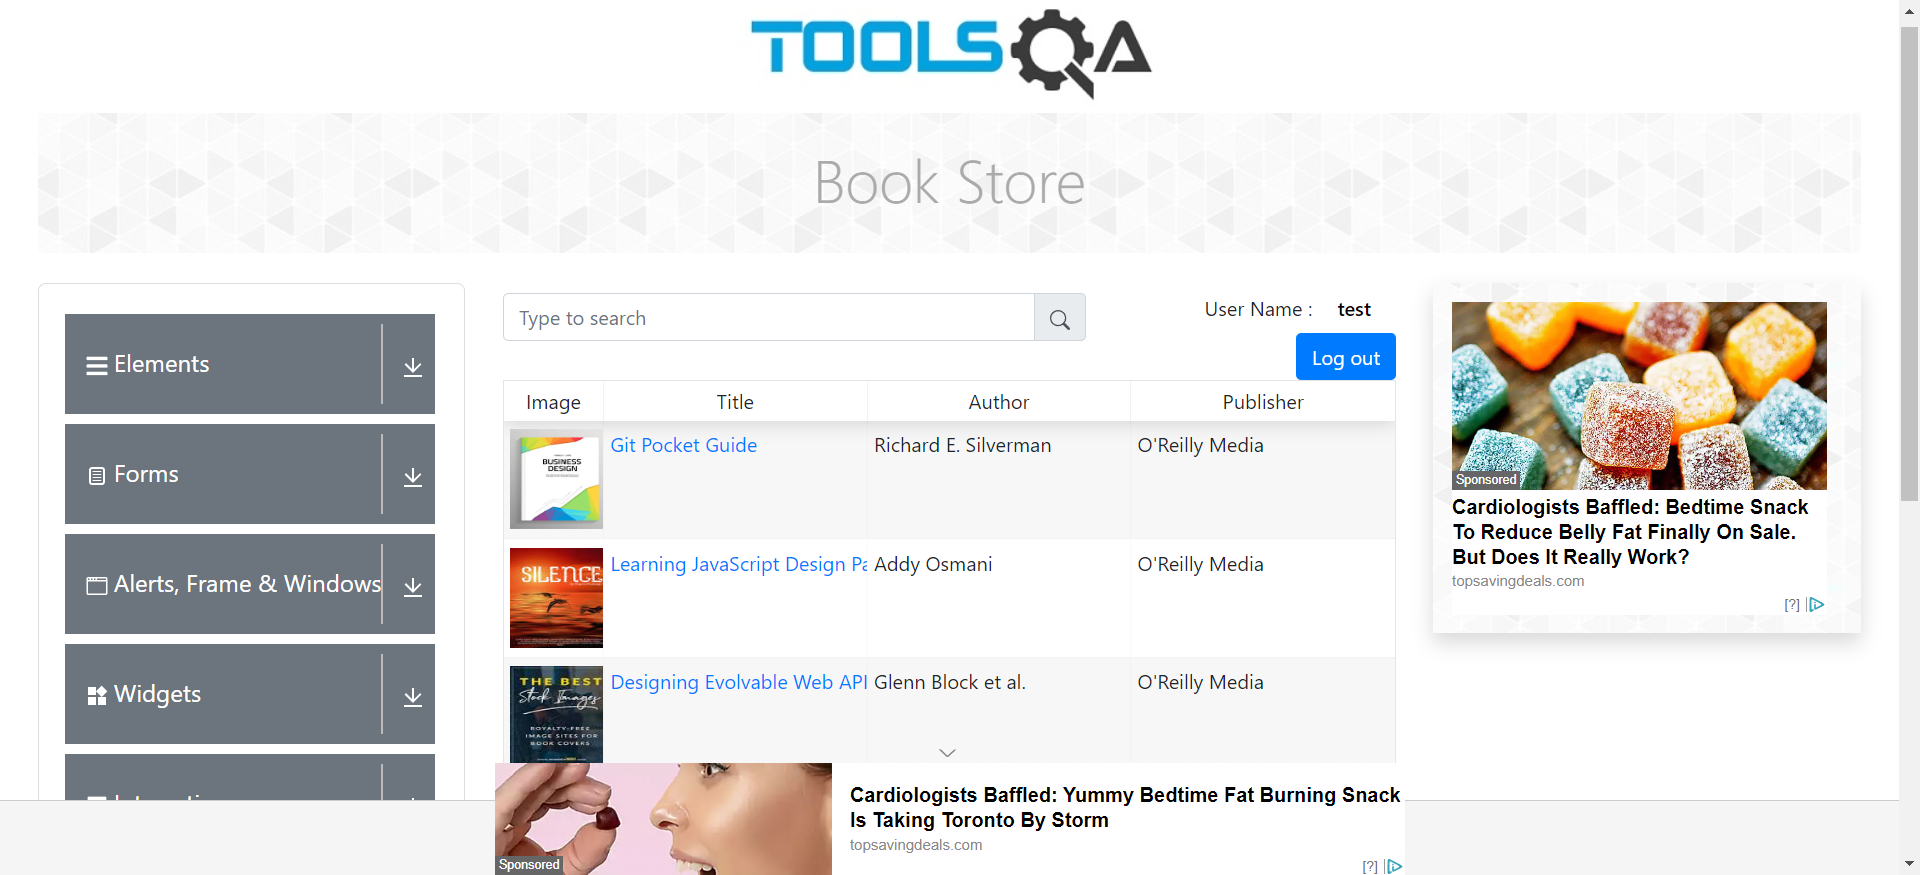 TOOLSQA
Book Store
Elements
Forms
Alerts, Frame & Windows
Widgets
Type to search
User Name : test
Log out
Image Title Author Publisher
BUSINESS
DESIGN
Git Pocket Guide Richard E. Silverman O'Reilly Media
SILENCE
Learning JavaScript Design Pa Addy Osmani O'Reilly Media
THE BEST
Stock Images
ROYALTY-FREE
IMAGE SITES FOR
BOOK COVERS
Designing Evolvable Web API Glenn Block et al. O'Reilly Media
Sponsored
Cardiologists Baffled: Bedtime Snack
To Reduce Belly Fat Finally On Sale.
But Does It Really Work?
topsavingdeals.com
[?]
Sponsored
Cardiologists Baffled: Yummy Bedtime Fat Burning Snack
Is Taking Toronto By Storm
topsavingdeals.com
[?]